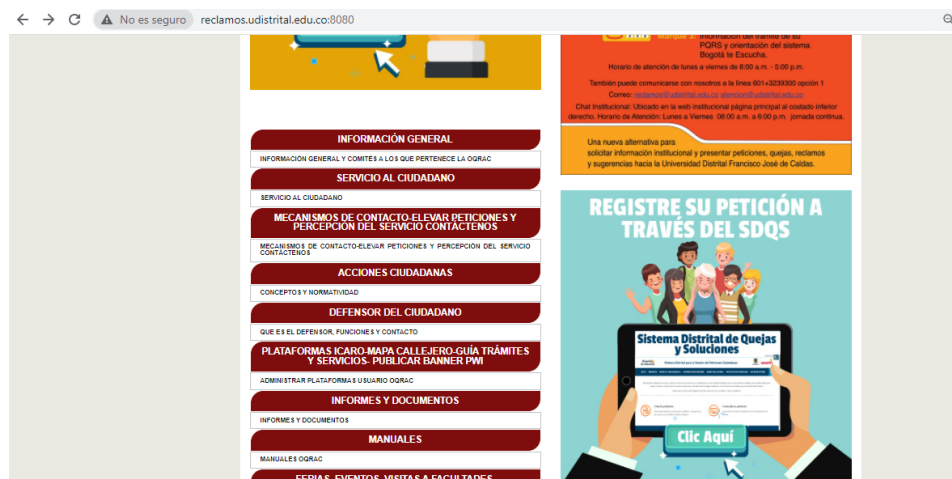 No es seguro reclamos.udistrital.edu.co:8080
INFORMACIÓN GENERAL
INFORMACIÓN GENERAL Y COMITÉS A LOS QUE PERTENECE LA OQRAC
SERVICIO AL CIUDADANO
SERVICIO AL CIUDADANO
MECANISMOS DE CONTACTO-ELEVAR PETICIONES Y
PERCEPCIÓN DEL SERVICIO CONTÁCTENOS
MECANISMOS DE CONTACTO-ELEVAR PETICIONES Y PERCEPCIÓN DEL SERVICIO
CONTÁCTENOS
ACCIONES CIUDADANAS
CONCEPTOS Y NORMATIVIDAD
DEFENSOR DEL CIUDADANO
QUE ES EL DEFENSOR, FUNCIONES Y CONTACTO
PLATAFORMAS ICARO-MAPA CALLEJERO-GUÍA TRÁMITES
Y SERVICIOS- PUBLICAR BANNER PWI
ADMINISTRAR PLATAFORMAS USUARIO OQRAC
INFORMES Y DOCUMENTOS
INFORMES Y DOCUMENTOS
MANUALES
MANUALES OQRAC
FERIAS, EVENTOS, VISITAS A FACULTADES
Marque 3: Información del trámite de su
PQRS y orientación del sistema
Bogotá te Escucha.
Horario de atención de lunes a viernes de 8:00 a.m. - 5:00 p.m.
También puede comunicarse con nosotros a la línea 601+3239300 opción 1
Correo: reclamos@udistrital.edu.co atencion@udistrital.edu.co
Chat Institucional: Ubicado en la web institucional página principal al costado inferior
derecho. Horario de Atención: Lunes a Viernes 08:00 a.m. a 6:00 p.m. jornada continua.
Una nueva alternativa para
solicitar información institucional y presentar peticiones, quejas, reclamos
y sugerencias hacia la Universidad Distrital Francisco José de Caldas.
REGISTRE SU PETICIÓN A
TRAVÉS DEL SDQS
Sistema Distrital de Quejas
y Soluciones
Clic Aquí